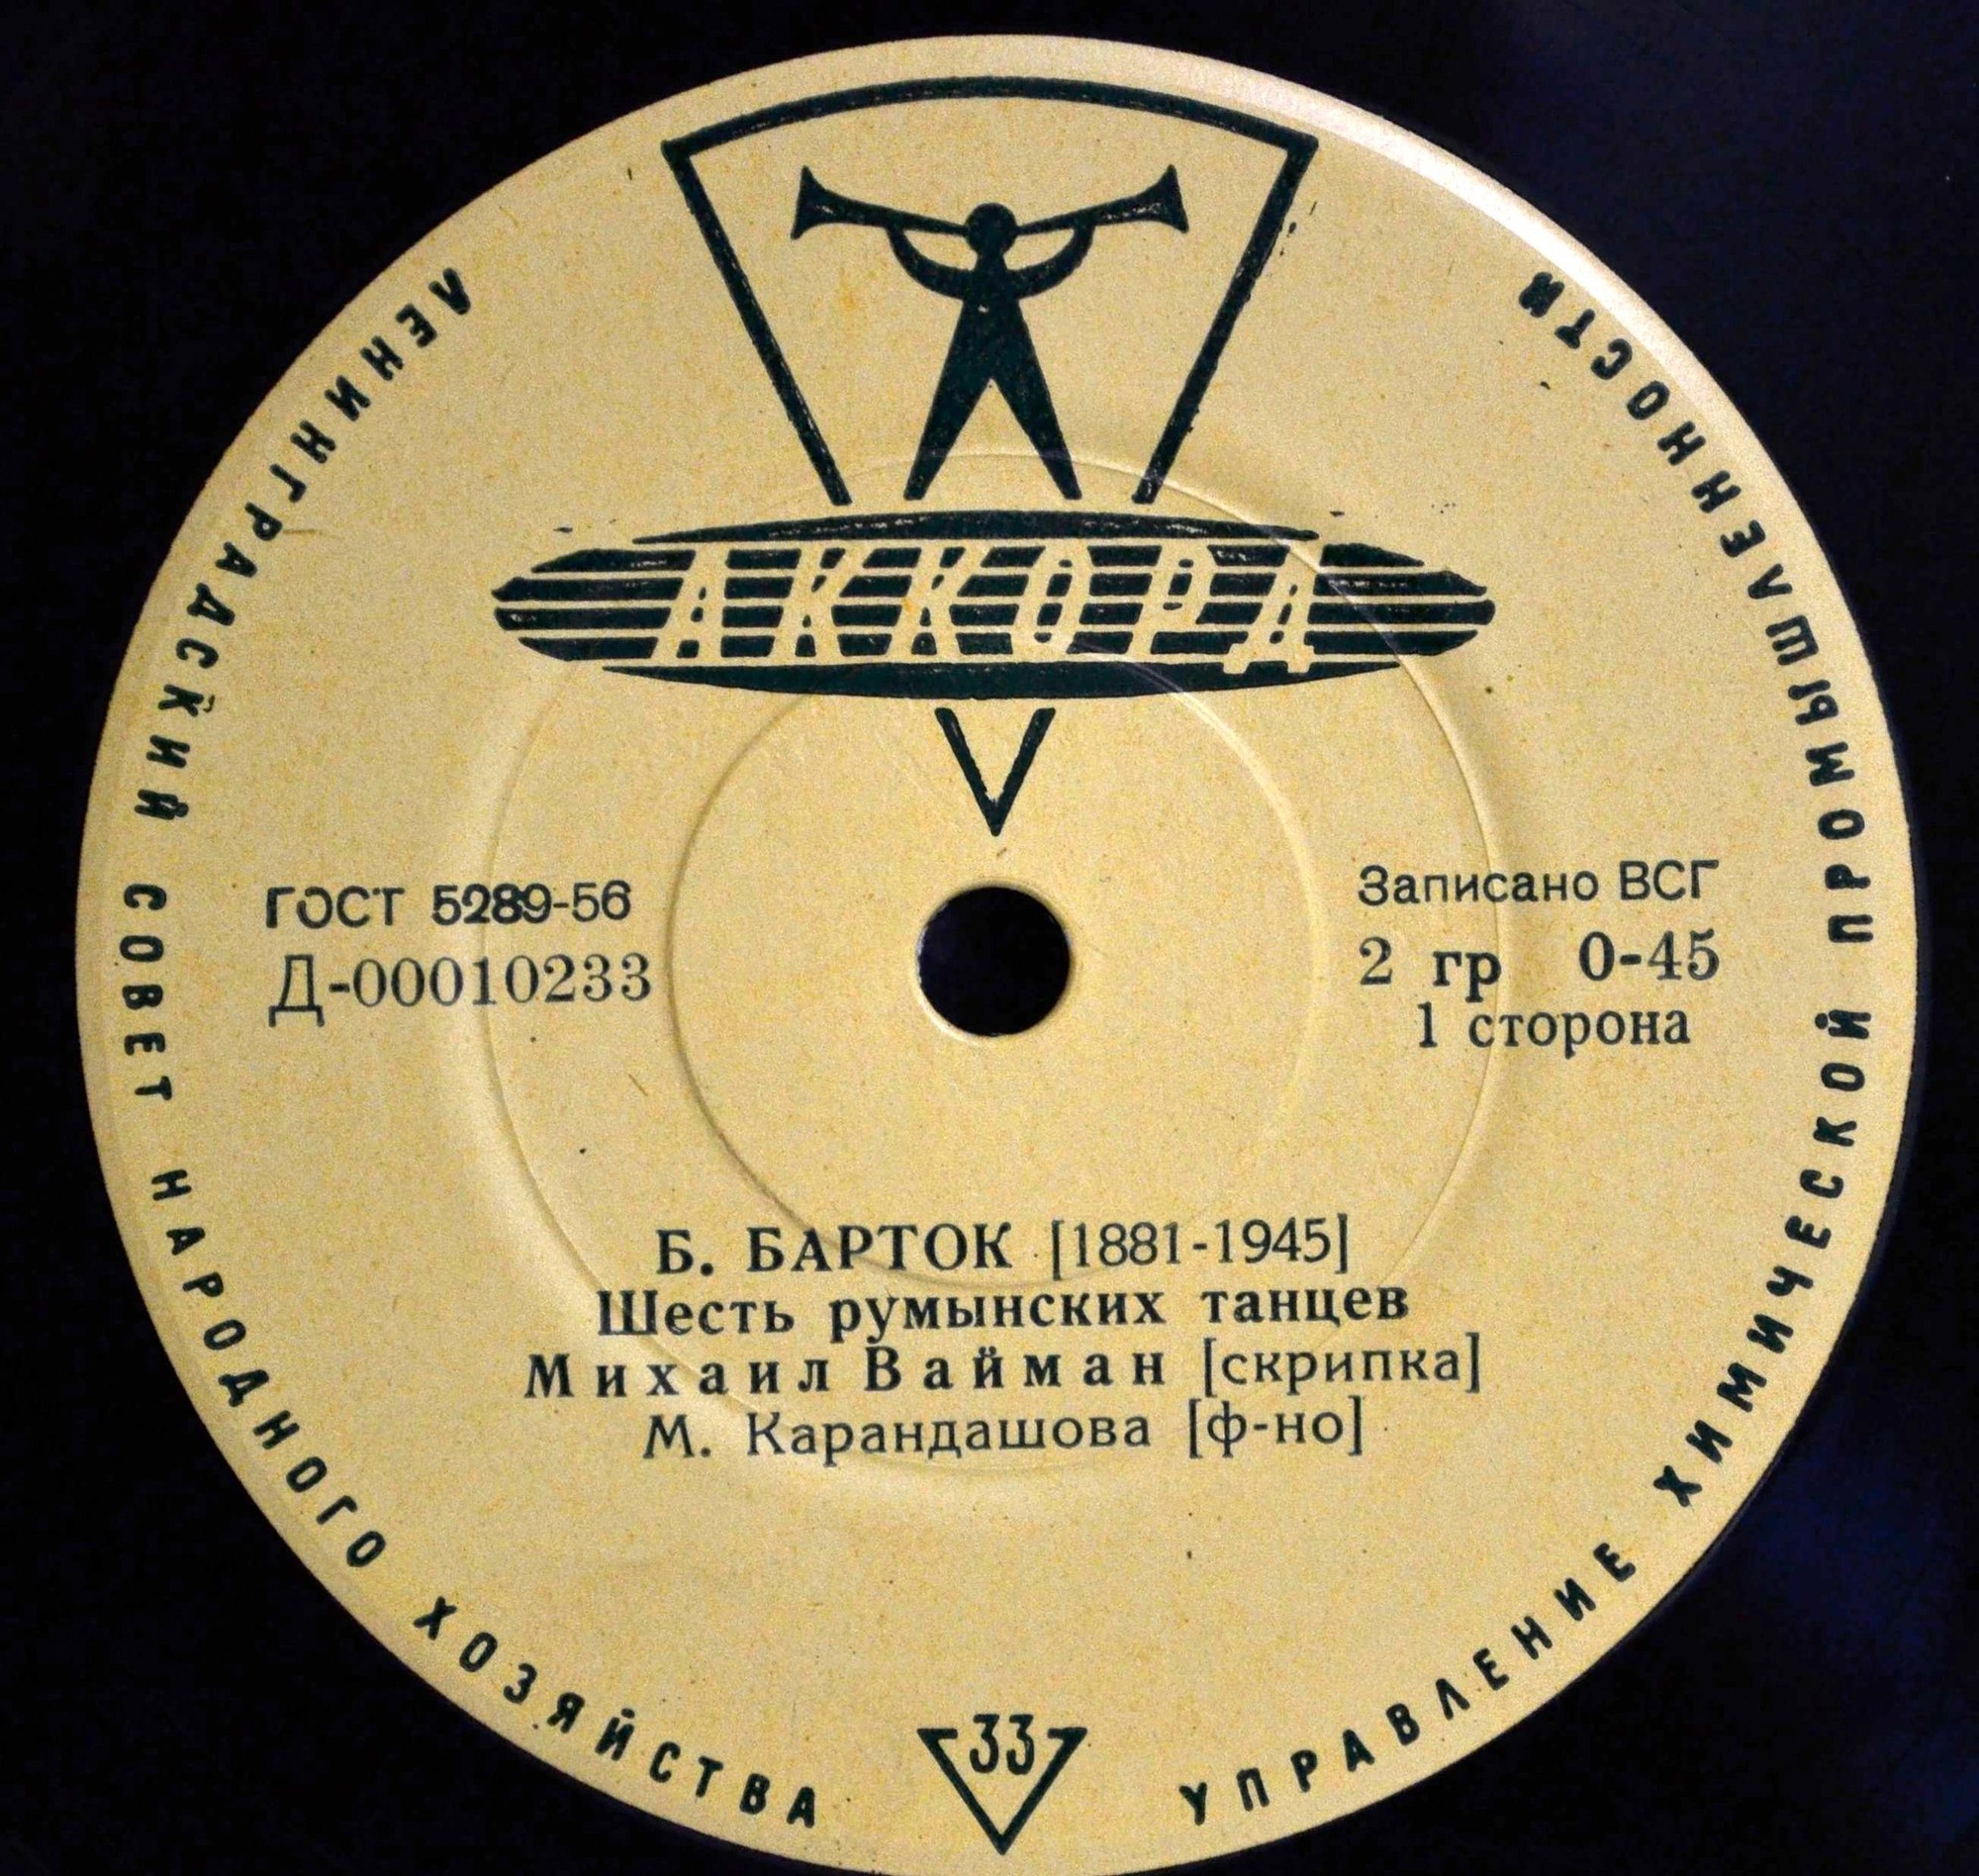 АККОРД
ЛЕНИНГРАДСКИЙ СОВЕТ НАРОДНОГО ХОЗЯЙСТВА
УПРАВЛЕНИЕ ХИМИЧЕСКОЙ ПРОМЫШЛЕННОСТИ
ГОСТ 5289-56
Д-00010233
Записано ВСГ
2 гр 0-45
1 сторона
Б. БАРТОК [1881-1945]
Шесть румынских танцев
Михаил Вайман [скрипка]
М. Карандашова [ф-но]
33